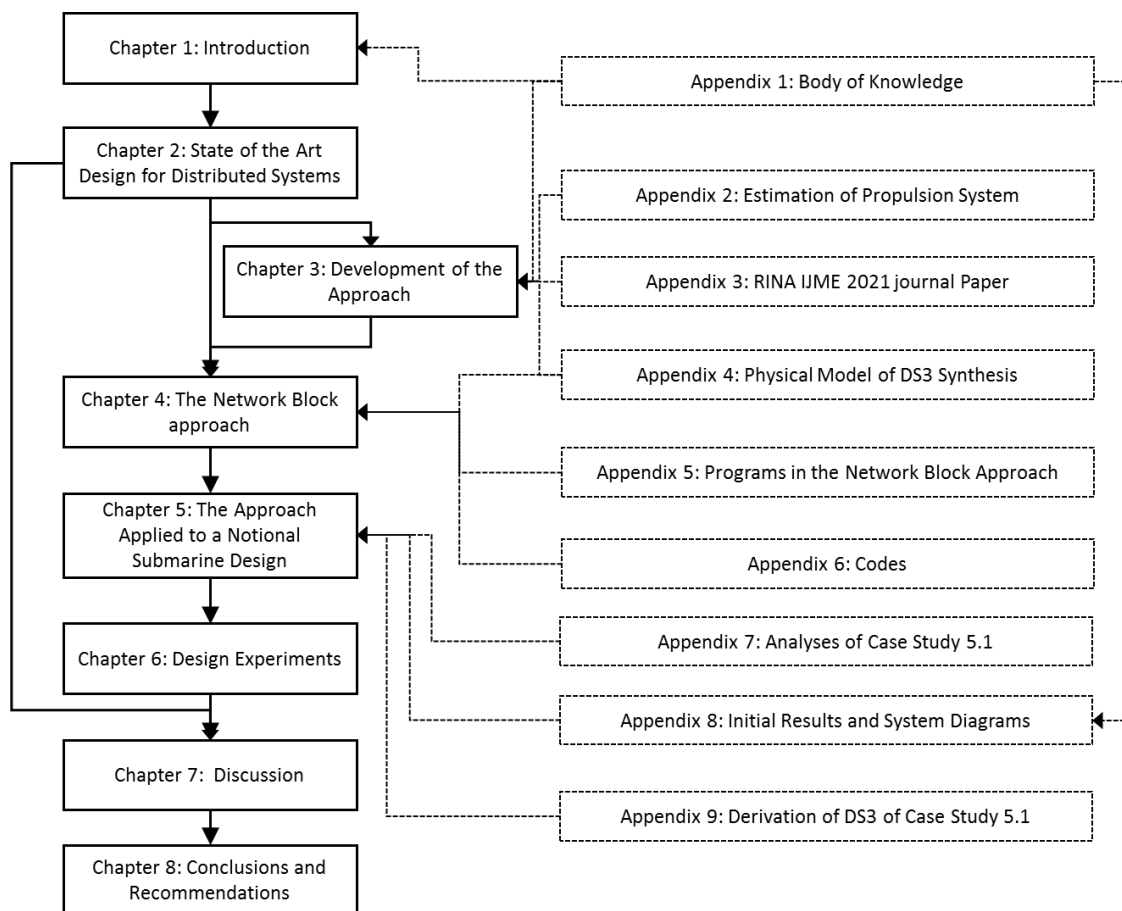 Chapter 1: Introduction
Chapter 2: State of the Art
Design for Distributed Systems
Chapter 3: Development of the
Approach
Chapter 4: The Network Block
approach
Chapter 5: The Approach
Applied to a Notional
Submarine Design
Chapter 6: Design Experiments
Chapter 7:  Discussion
Chapter 8: Conclusions and
Recommendations
Appendix 1: Body of Knowledge
Appendix 2: Estimation of Propulsion System
Appendix 3: RINA IJME 2021 journal Paper
Appendix 4: Physical Model of DS3 Synthesis
Appendix 5: Programs in the Network Block Approach
Appendix 6: Codes
Appendix 7: Analyses of Case Study 5.1
Appendix 8: Initial Results and System Diagrams
Appendix 9: Derivation of DS3 of Case Study 5.1